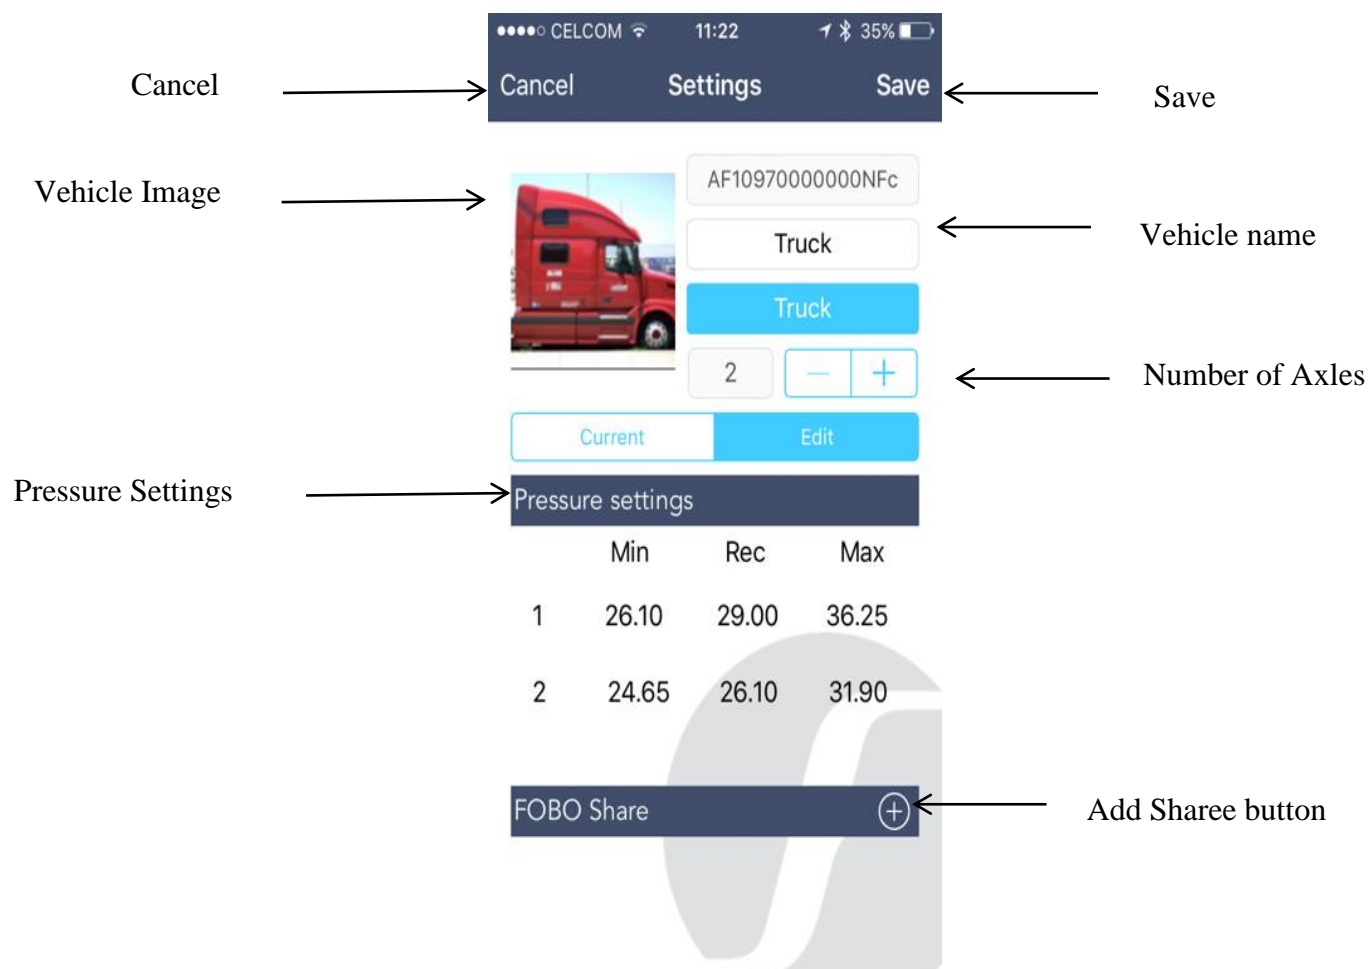 ●●●●○ CELCOM 11:22 35%
Cancel Cancel Settings Save Save
Vehicle Image
AF10970000000NFc
Truck Vehicle name
Truck
2 − + Number of Axles
Current Edit
Pressure Settings Pressure settings
Min Rec Max
1 26.10 29.00 36.25
2 24.65 26.10 31.90
FOBO Share + Add Sharee button